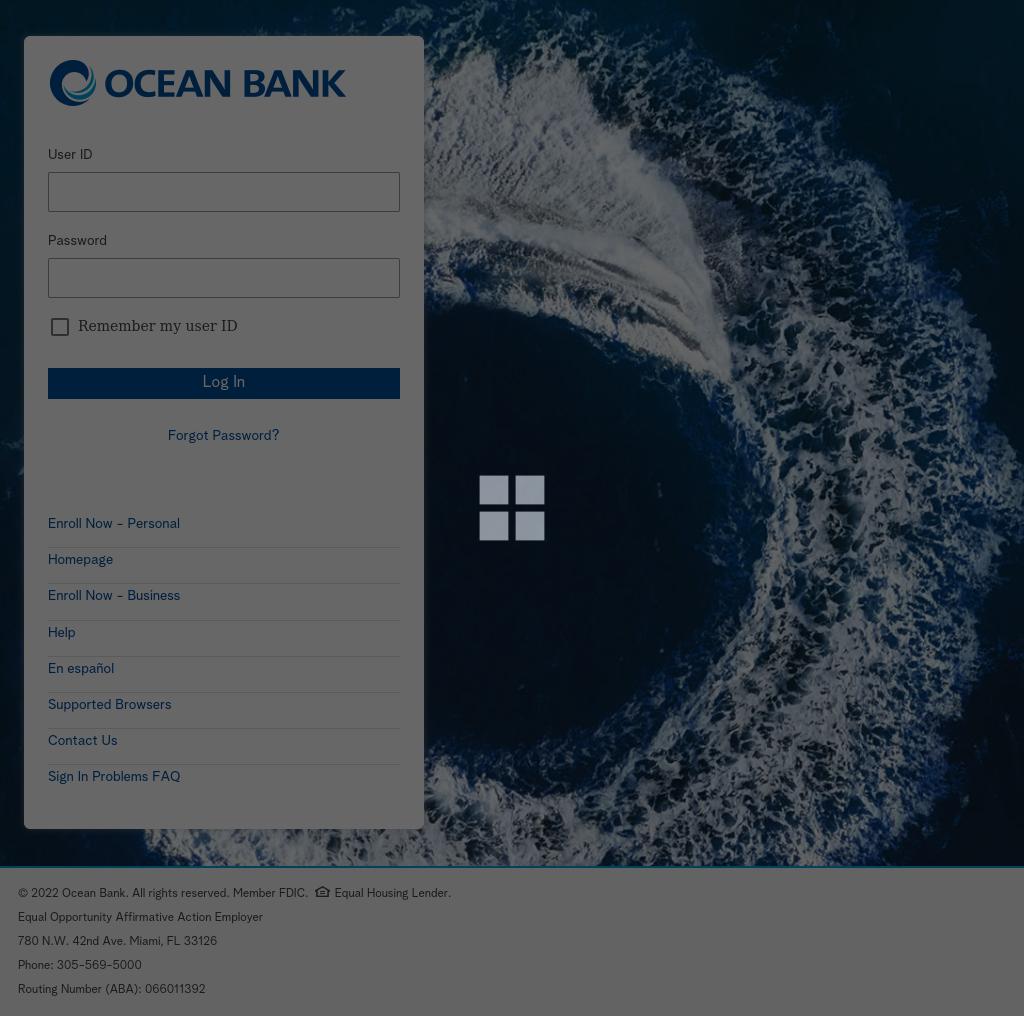 OCEAN BANK
User ID
Password
Remember my user ID
Log In
Forgot Password?
Enroll Now - Personal
Homepage
Enroll Now - Business
Help
En español
Supported Browsers
Contact Us
Sign In Problems FAQ
© 2022 Ocean Bank. All rights reserved. Member FDIC. Equal Housing Lender.
Equal Opportunity Affirmative Action Employer
780 N.W. 42nd Ave. Miami, FL 33126
Phone: 305-569-5000
Routing Number (ABA): 066011392